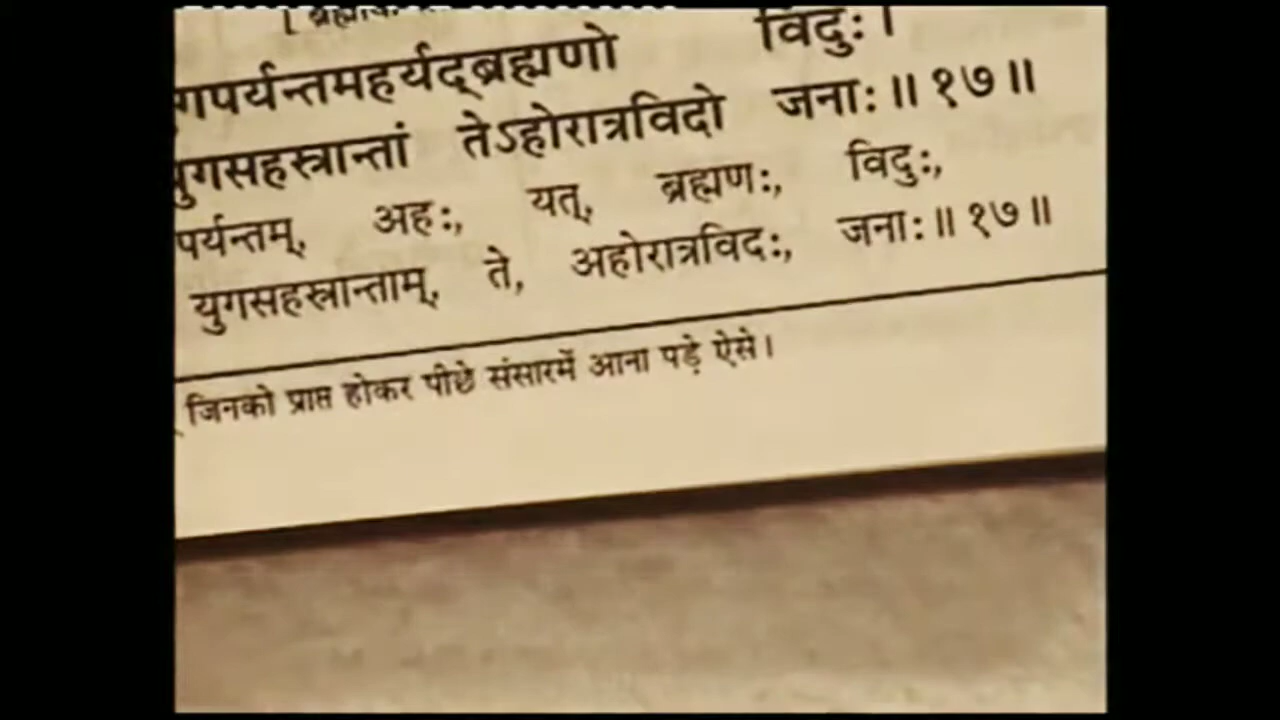 गपर्यन्तमहर्यद्ब्रह्मणो विदुः ।
युगसहस्रान्तां तेऽहोरात्रविदो जनाः ॥ १७ ॥
पर्यन्तम्, अहः, यत्, ब्रह्मणः, विदुः,
युगसहस्रान्ताम्, ते, अहोरात्रविदः, जनाः ॥ १७ ॥
जिनको प्राप्त होकर पीछे संसारमें आना पड़े ऐसे ।